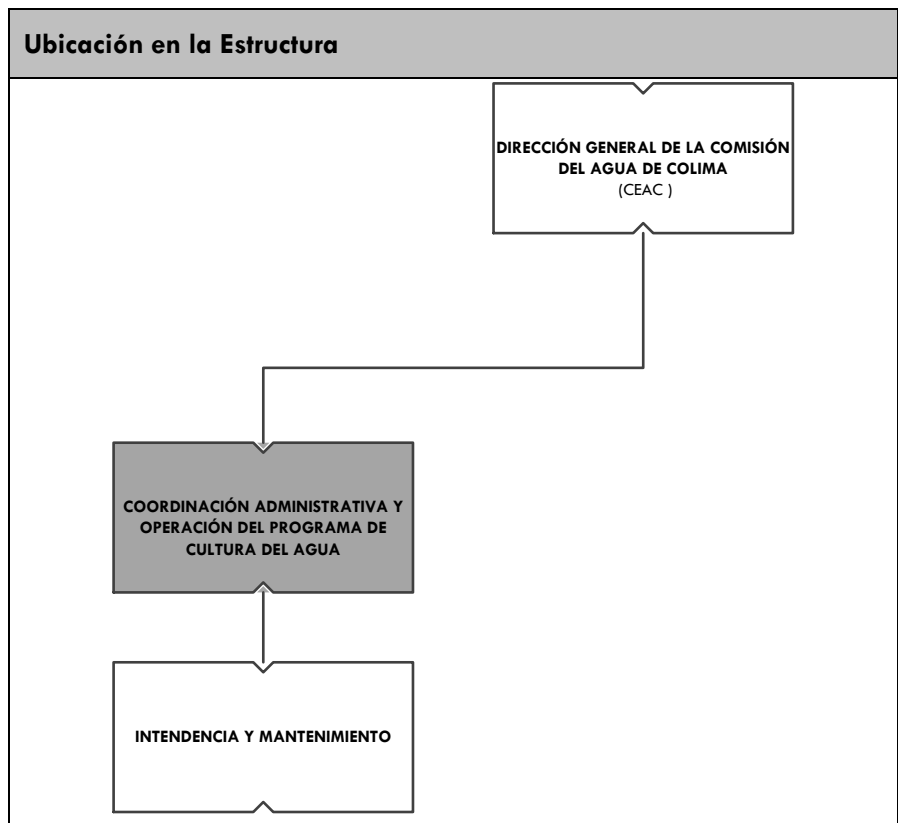 Ubicación en la Estructura
DIRECCIÓN GENERAL DE LA COMISIÓN
DEL AGUA DE COLIMA
(CEAC )
COORDINACIÓN ADMINISTRATIVA Y
OPERACIÓN DEL PROGRAMA DE
CULTURA DEL AGUA
INTENDENCIA Y MANTENIMIENTO